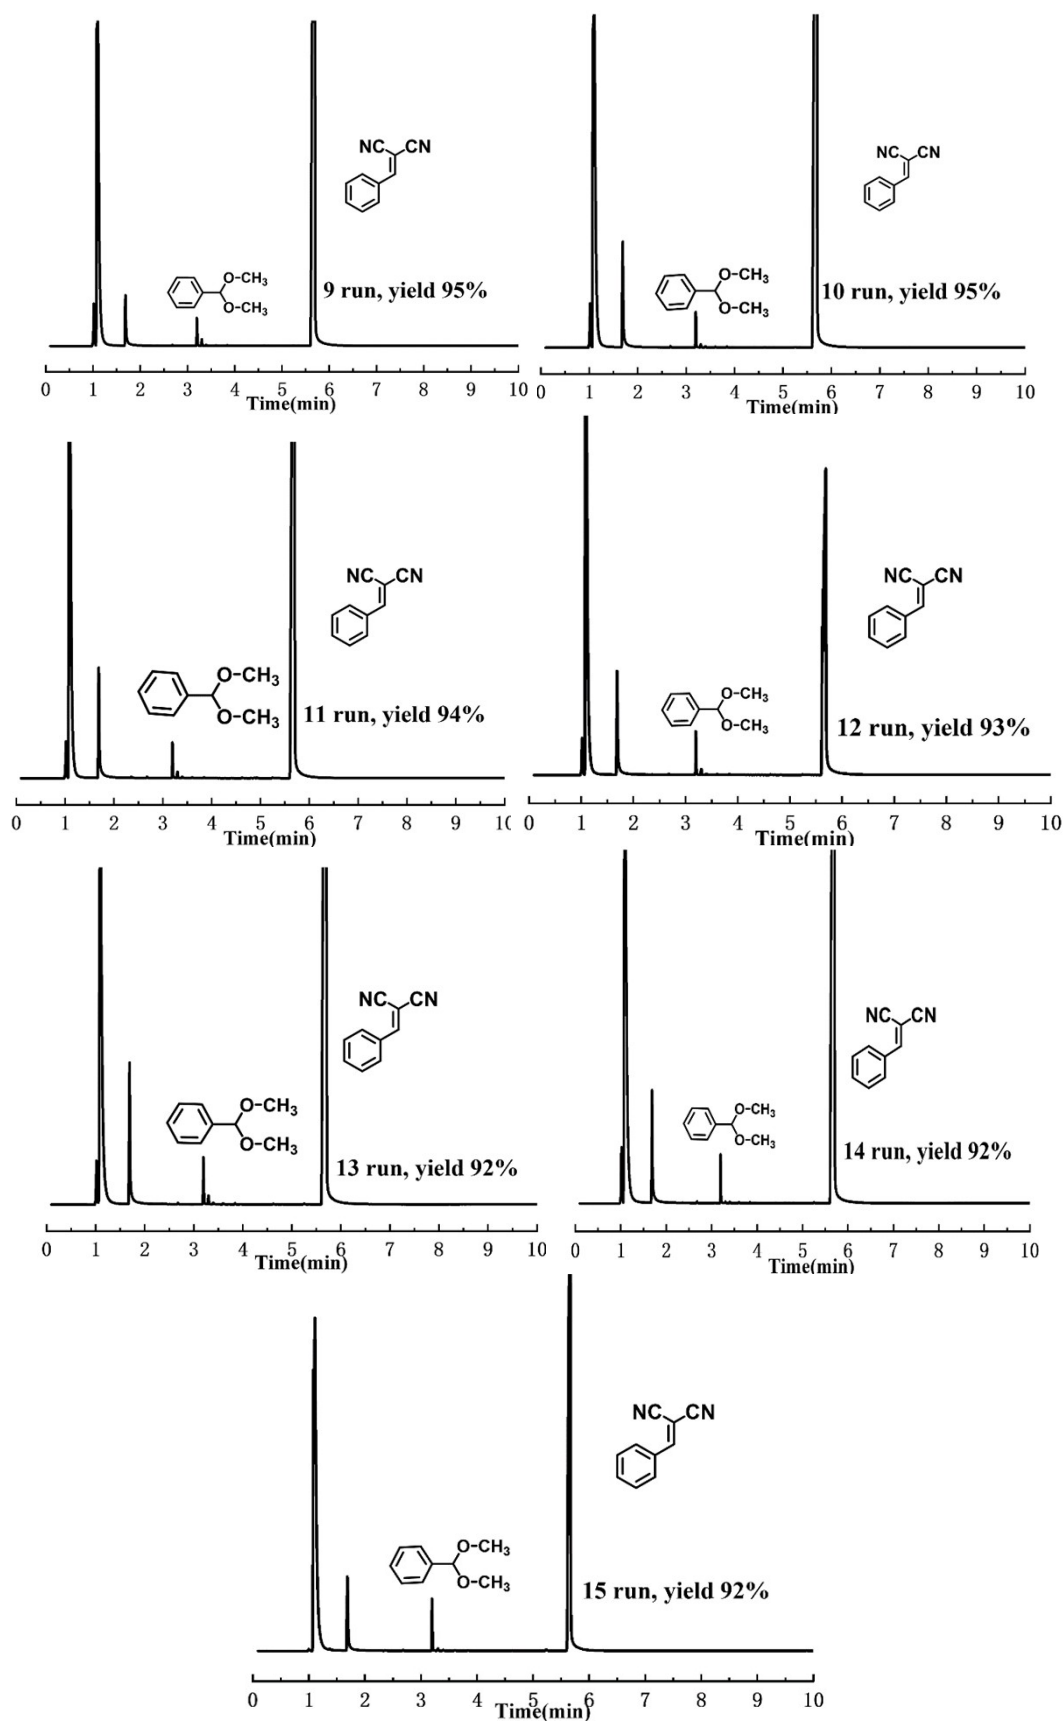 NC CN
O-CH3
O-CH3
9 run, yield 95%
0 1 2 3 4 5 6 7 8 9 10
Time(min)
NC CN
O-CH3
O-CH3
10 run, yield 95%
0 1 2 3 4 5 6 7 8 9 10
Time(min)
NC CN
O-CH3
O-CH3
11 run, yield 94%
0 1 2 3 4 5 6 7 8 9 10
Time(min)
NC CN
O-CH3
O-CH3
12 run, yield 93%
0 1 2 3 4 5 6 7 8 9 10
Time(min)
NC CN
O-CH3
O-CH3
13 run, yield 92%
0 1 2 3 4 5 6 7 8 9 10
Time(min)
NC CN
O-CH3
O-CH3
14 run, yield 92%
0 1 2 3 4 5 6 7 8 9 10
Time(min)
NC CN
O-CH3
O-CH3
15 run, yield 92%
0 1 2 3 4 5 6 7 8 9 10
Time(min)